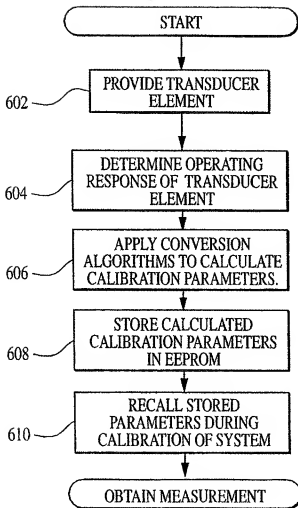 START
602
PROVIDE TRANSDUCER
ELEMENT
604
DETERMINE OPERATING
RESPONSE OF TRANSDUCER
ELEMENT
606
APPLY CONVERSION
ALGORITHMS TO CALCULATE
CALIBRATION PARAMETERS.
608
STORE CALCULATED
CALIBRATION PARAMETERS
IN EEPROM
610
RECALL STORED
PARAMETERS DURING
CALIBRATION OF SYSTEM
OBTAIN MEASUREMENT